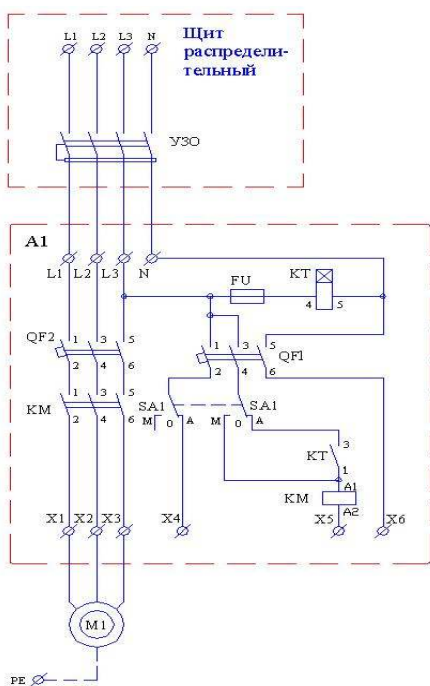 L1 L2 L3 N
Щит
распредели-
тельный
УЗО
A1
L1 L2 L3 N
FU
KT
4 5
QF2
1 3 5
2 4 6
1 3 5
2 4 6
QF1
KM
1 3 5
2 4 6
SA1
M 0 A
SA1
M 0 A
KT
3
1
KM
A1
A2
X1 X2 X3 X4 X5 X6
M1
PE